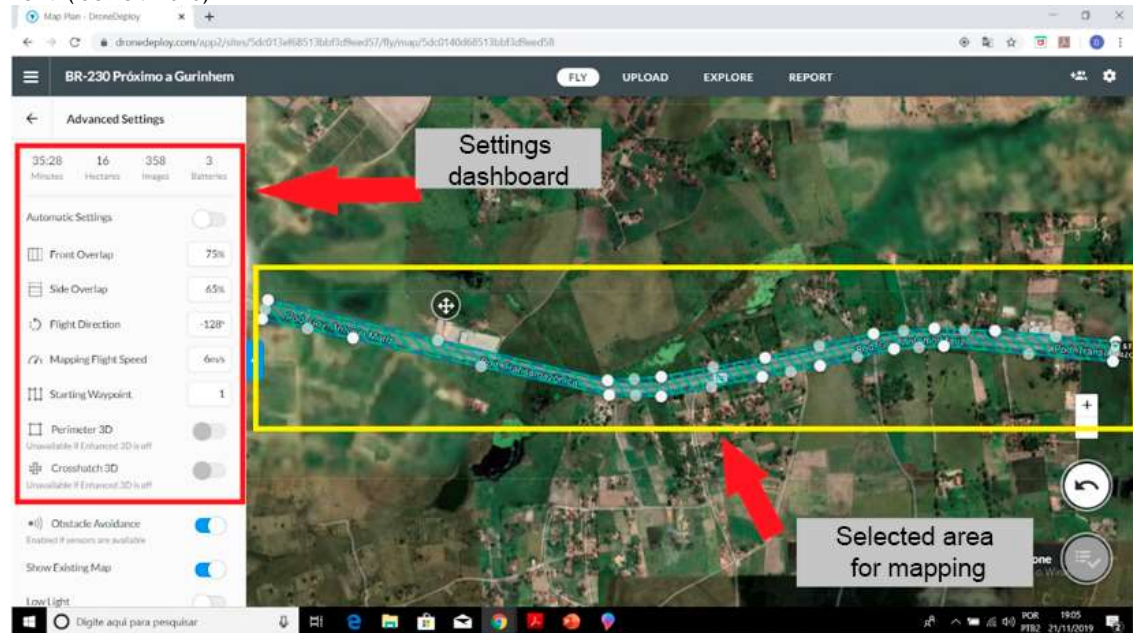 Map Plan - DroneDeploy
dronedeploy.com/app2/sites/
BR-230 Próximo a Gurinhem
FLY UPLOAD EXPLORE REPORT
Advanced Settings
35:28 16 358 3
Minutes Hectares Images Batteries
Automatic Settings
Front Overlap 75%
Side Overlap 65%
Flight Direction -128°
Mapping Flight Speed 6m/s
Starting Waypoint 1
Perimeter 3D
Unavailable if Enhanced 3D is off
Crosshatch 3D
Unavailable if Enhanced 3D is off
Obstacle Avoidance
Enabled if sensors are available
Show Existing Map
Low Light
Settings
dashboard
Selected area
for mapping
Digite aqui para pesquisar
POR 19:05
PTB2 21/11/2019